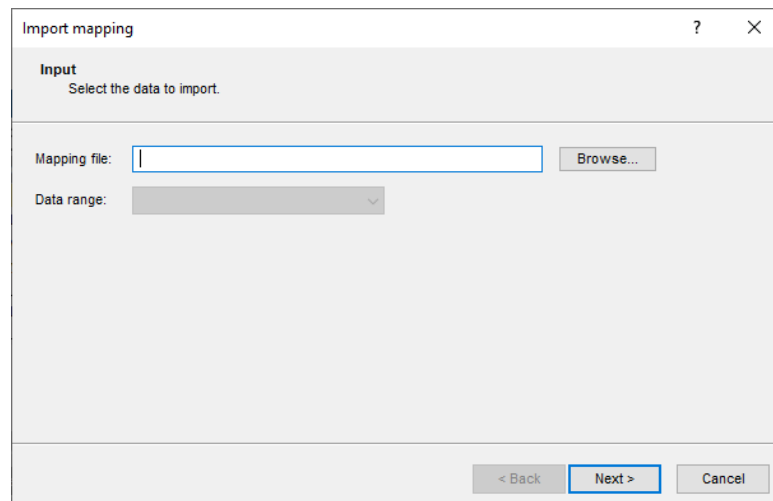 Import mapping ?
Input
Select the data to import.
Mapping file: Browse...
Data range:
< Back Next > Cancel